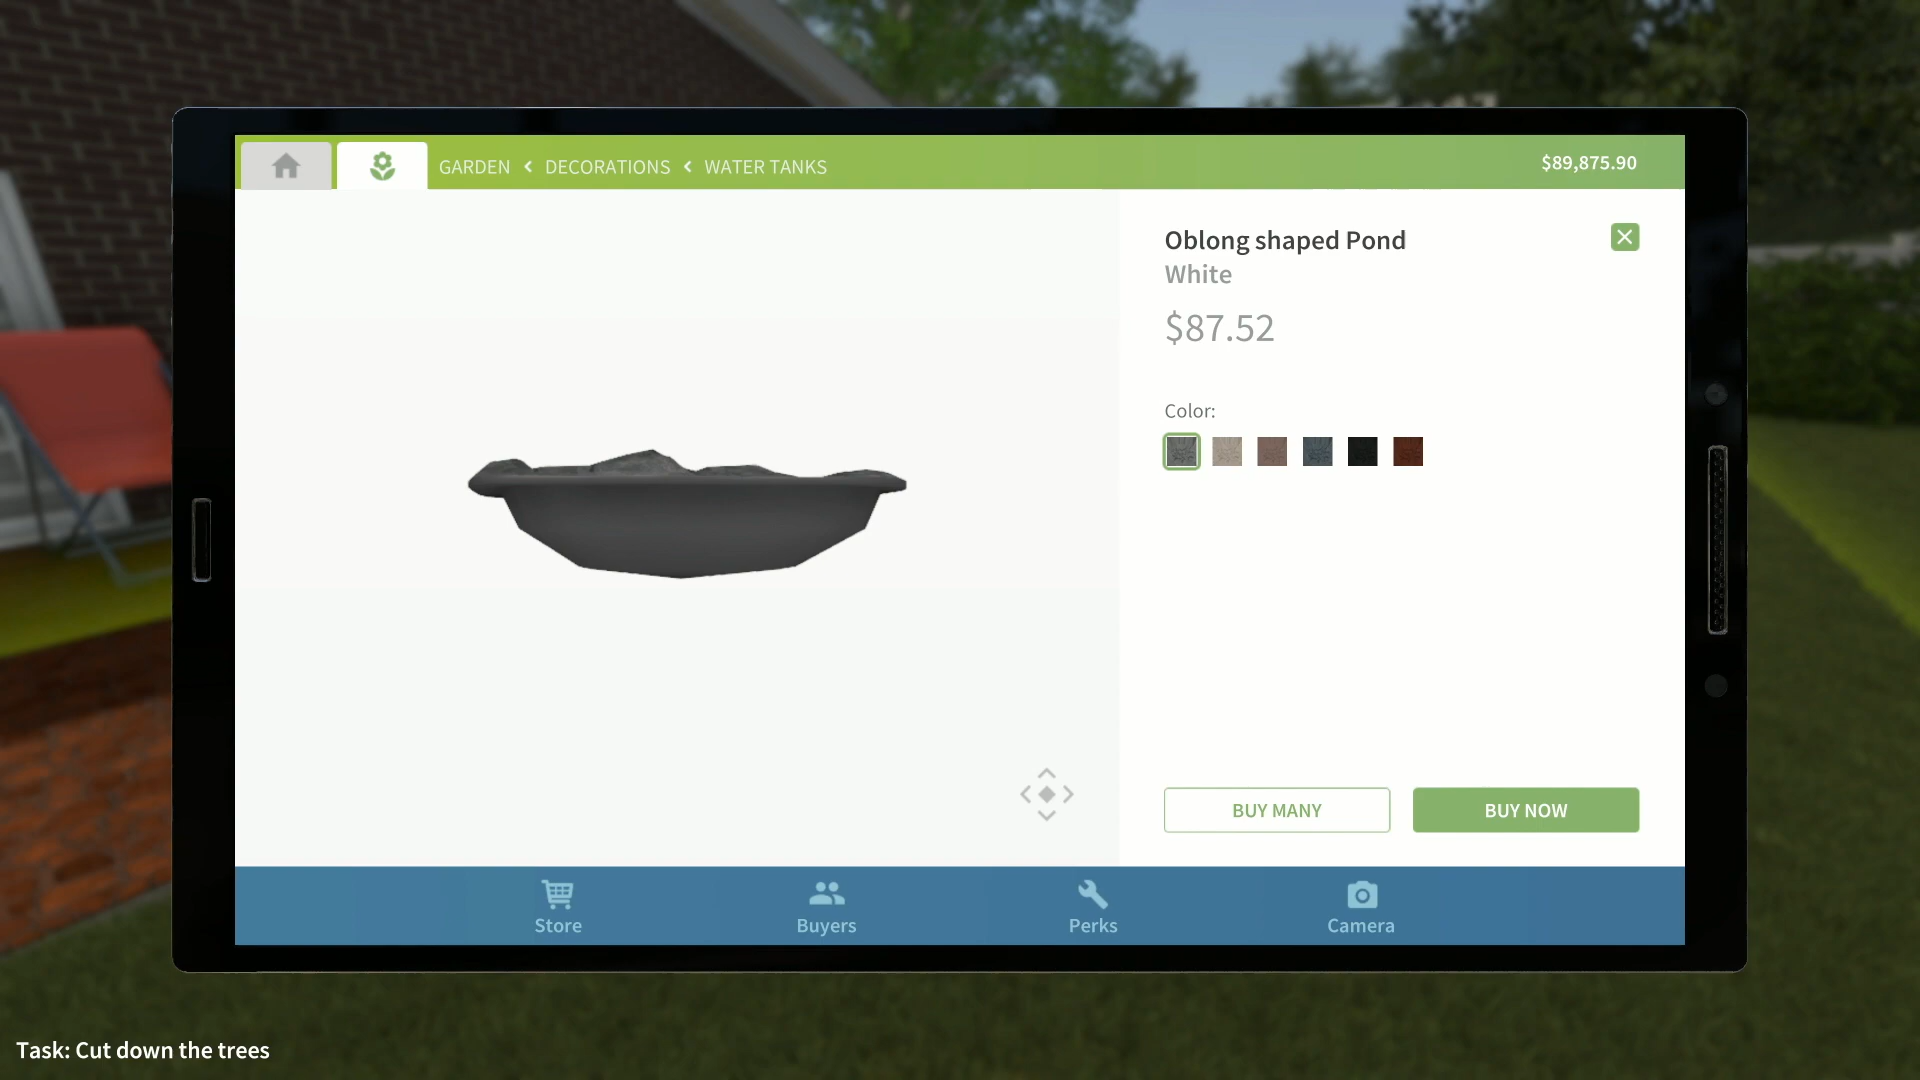 GARDEN < DECORATIONS < WATER TANKS
$89,875.90
Oblong shaped Pond
White
$87.52
Color:
BUY MANY
BUY NOW
Store
Buyers
Perks
Camera
Task: Cut down the trees